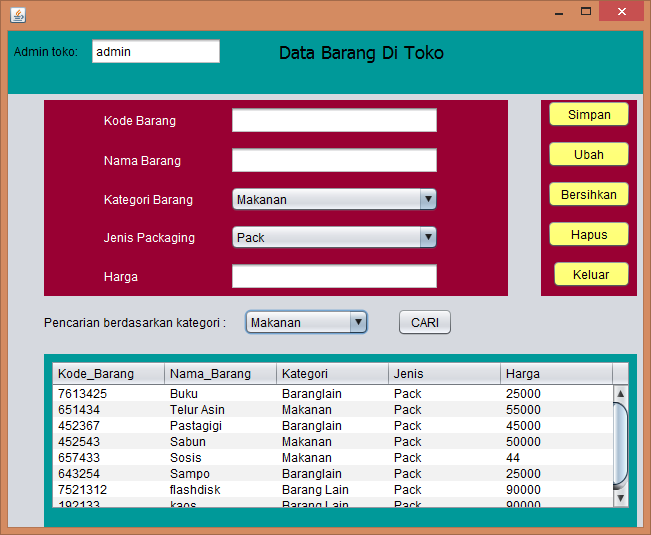 Admin toko: admin Data Barang Di Toko
Kode Barang Simpan
Nama Barang Ubah
Kategori Barang Makanan Bersihkan
Jenis Packaging Pack Hapus
Harga Keluar
Pencarian berdasarkan kategori : Makanan CARI
Kode_Barang Nama_Barang Kategori Jenis Harga
7613425 Buku Baranglain Pack 25000
651434 Telur Asin Makanan Pack 55000
452367 Pastagigi Baranglain Pack 45000
452543 Sabun Makanan Pack 50000
657433 Sosis Makanan Pack 44
643254 Sampo Baranglain Pack 25000
7521312 flashdisk Barang Lain Pack 90000
192133 kaos Barang Lain Pack 90000